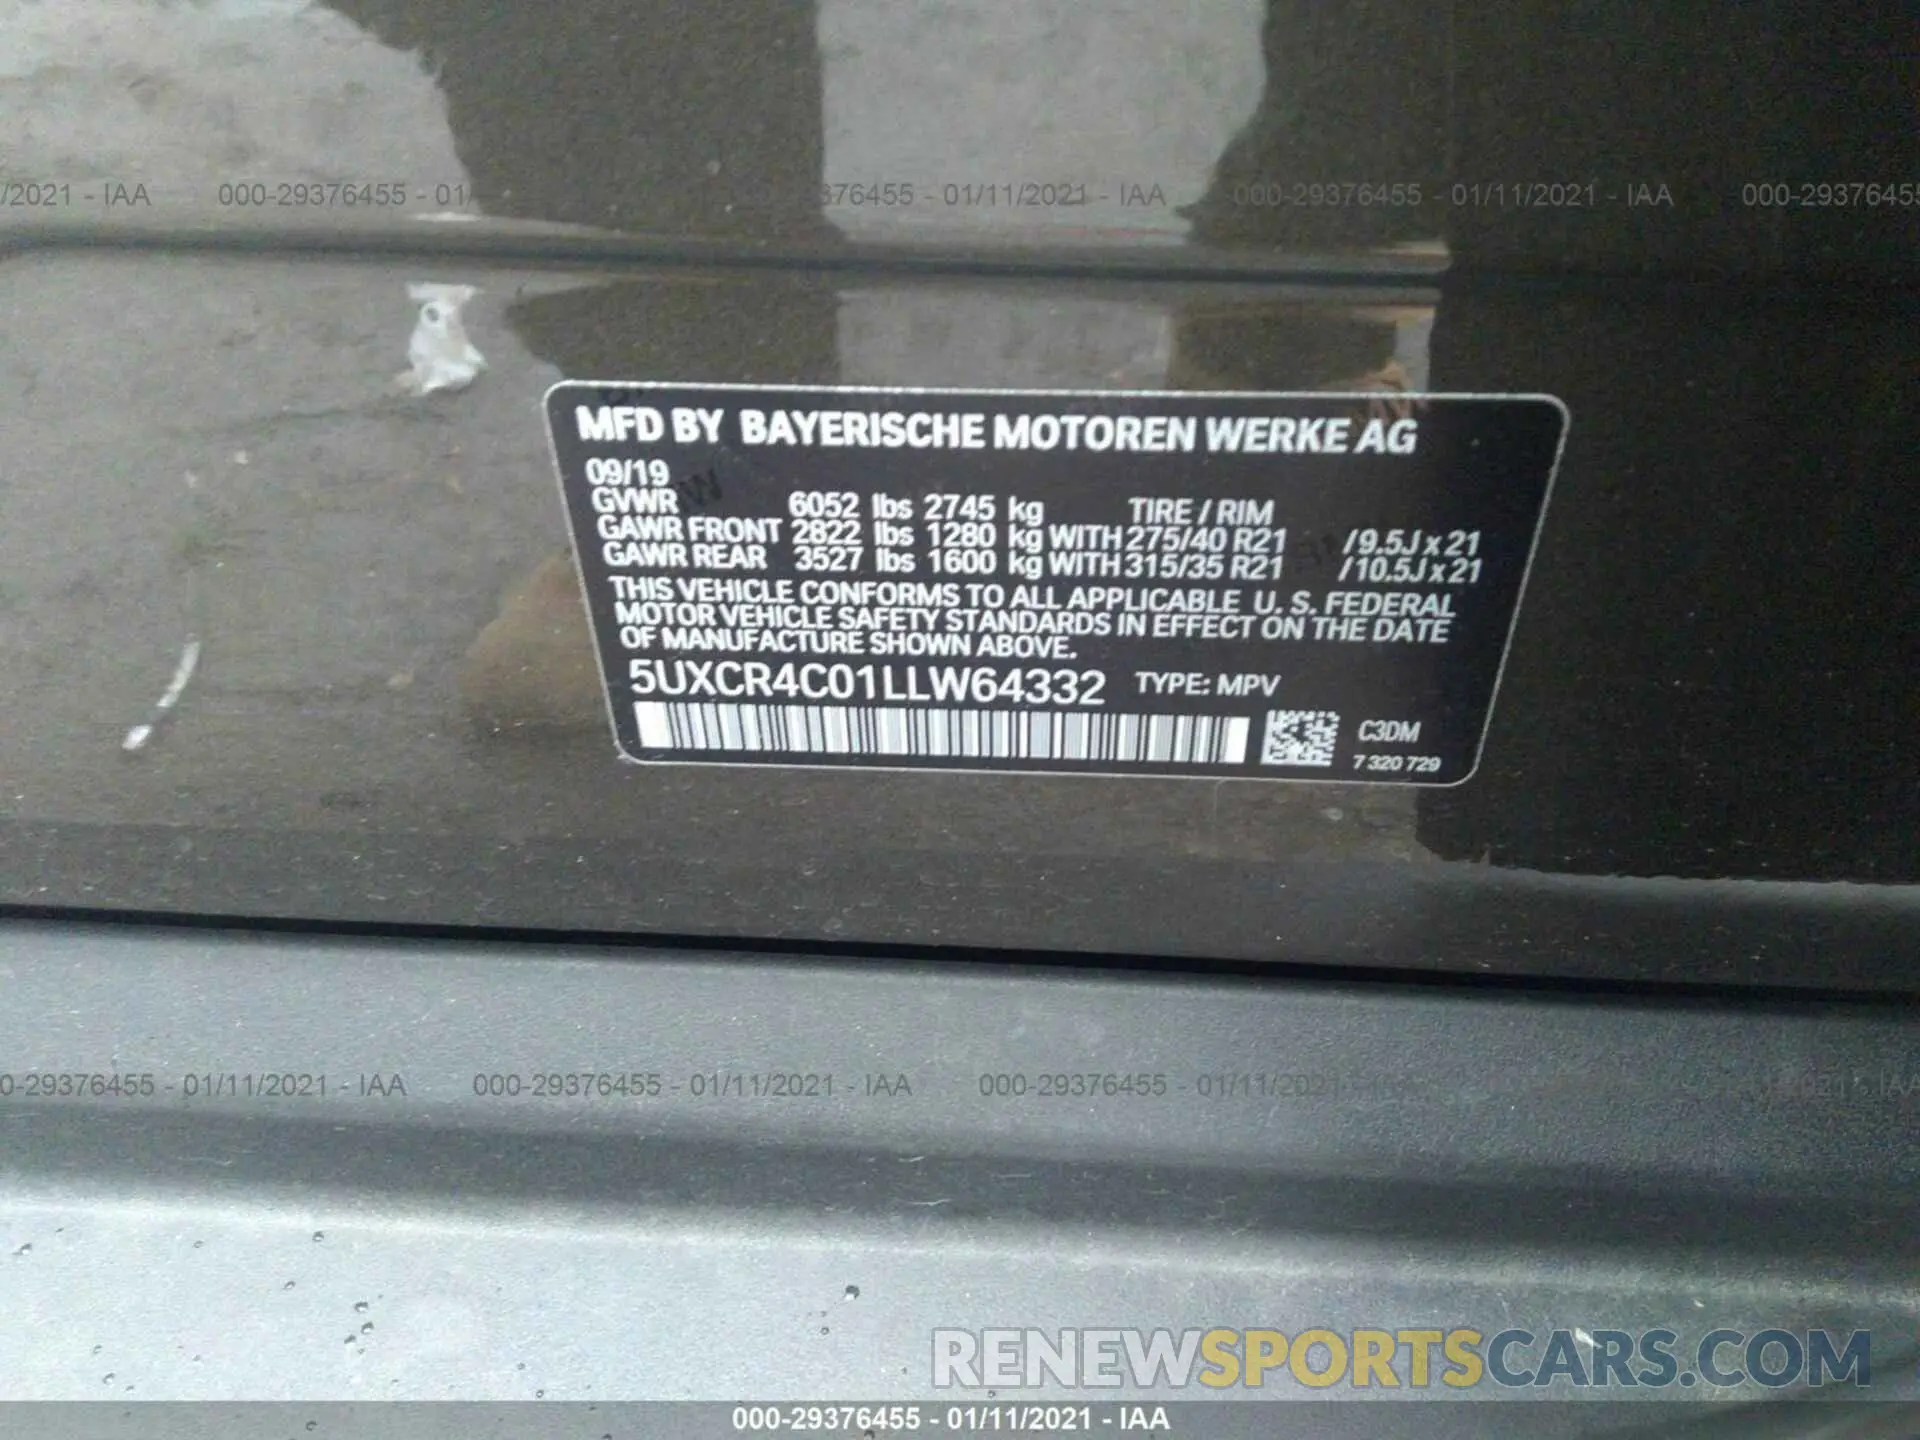 /2021 - IAA 000-29376455 - 01/ 376455 - 01/11/2021 - IAA 000-29376455 - 01/11/2021 - IAA 000-29376455
MFD BY BAYERISCHE MOTOREN WERKE AG
09/19
GVWR 6052 lbs 2745 kg TIRE / RIM
GAWR FRONT 2822 lbs 1280 kg WITH 275/40 R21 /9.5J x 21
GAWR REAR 3527 lbs 1600 kg WITH 315/35 R21 /10.5J x 21
THIS VEHICLE CONFORMS TO ALL APPLICABLE U. S. FEDERAL
MOTOR VEHICLE SAFETY STANDARDS IN EFFECT ON THE DATE
OF MANUFACTURE SHOWN ABOVE.
5UXCR4C01LLW64332 TYPE: MPV
C3DM
7 320 729
0-29376455 - 01/11/2021 - IAA 000-29376455 - 01/11/2021 - IAA 000-29376455 - 01/11/2021 - IAA
RENEWSPORTSCARS.COM
000-29376455 - 01/11/2021 - IAA